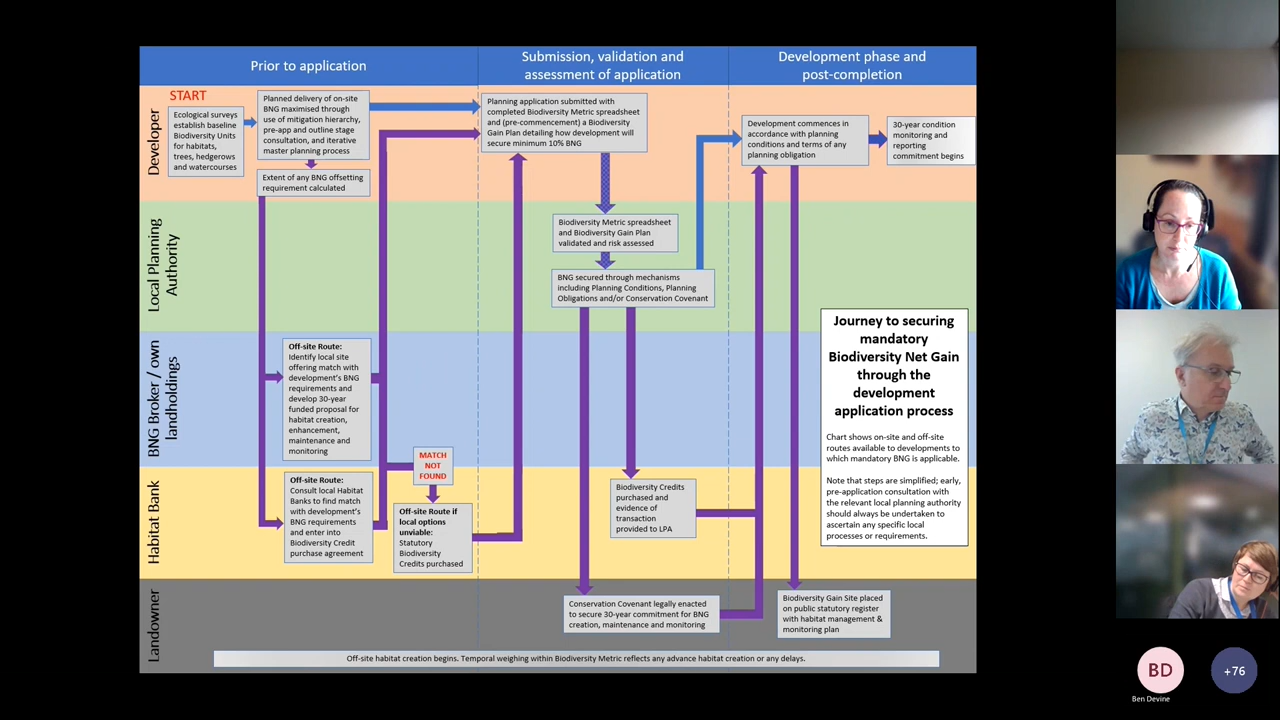 Prior to application
Submission, validation and
assessment of application
Development phase and
post-completion
Developer
START
Ecological surveys
establish baseline
Biodiversity Units
for habitats,
trees, hedgerows
and watercourses
Planned delivery of on-site
BNG maximised through
use of mitigation hierarchy,
pre-app and outline stage
consultation, and iterative
master planning process
Extent of any BNG offsetting
requirement calculated
Planning application submitted with
completed Biodiversity Metric spreadsheet
and (pre-commencement) a Biodiversity
Gain Plan detailing how development will
secure minimum 10% BNG
Development commences in
accordance with planning
conditions and terms of any
planning obligation
30-year condition
monitoring and
reporting
commitment begins
Local Planning
Authority
Biodiversity Metric spreadsheet
and Biodiversity Gain Plan
validated and risk assessed
BNG secured through mechanisms
including Planning Conditions, Planning
Obligations and/or Conservation Covenant
BNG Broker / own
landholdings
Off-site Route:
Identify local site
offering match with
development's BNG
requirements and
develop 30-year
funded proposal for
habitat creation,
enhancement,
maintenance and
monitoring
MATCH
NOT
FOUND
Habitat Bank
Off-site Route:
Consult local Habitat
Banks to find match
with development's
BNG requirements
and enter into
Biodiversity Credit
purchase agreement
Off-site Route if
local options
unviable:
Statutory
Biodiversity
Credits purchased
Biodiversity Credits
purchased and
evidence of
transaction
provided to LPA
Landowner
Conservation Covenant legally enacted
to secure 30-year commitment for BNG
creation, maintenance and monitoring
Biodiversity Gain Site placed
on public statutory register
with habitat management &
monitoring plan
Off-site habitat creation begins. Temporal weighing within Biodiversity Metric reflects any advance habitat creation or any delays.
Journey to securing
mandatory
Biodiversity Net Gain
through the
development
application process
Chart shows on-site and off-site
routes available to developments to
which mandatory BNG is applicable.
Note that steps are simplified; early,
pre-application consultation with
the relevant local planning authority
should always be undertaken to
ascertain any specific local
processes or requirements.
BD
Ben Devine
+76